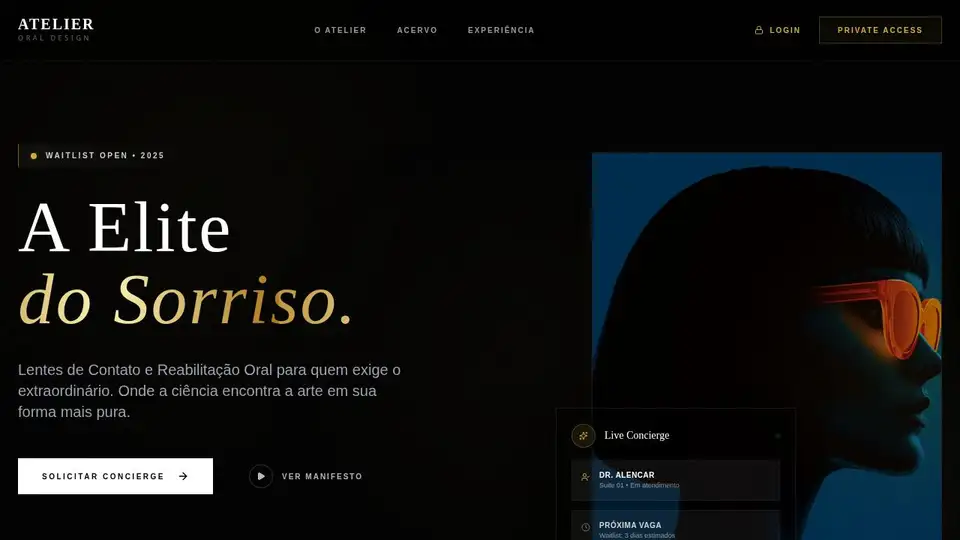 ATELIER
ORAL DESIGN
O ATELIER
ACERVO
EXPERIÊNCIA
LOGIN
PRIVATE ACCESS
WAITLIST OPEN • 2025
A Elite
do Sorriso.
Lentes de Contato e Reabilitação Oral para quem exige o
extraordinário. Onde a ciência encontra a arte em sua
forma mais pura.
SOLICITAR CONCIERGE
VER MANIFESTO
Live Concierge
DR. ALENCAR
Suíte 01 • Em atendimento
PRÓXIMA VAGA
Waitlist: 3 dias estimados